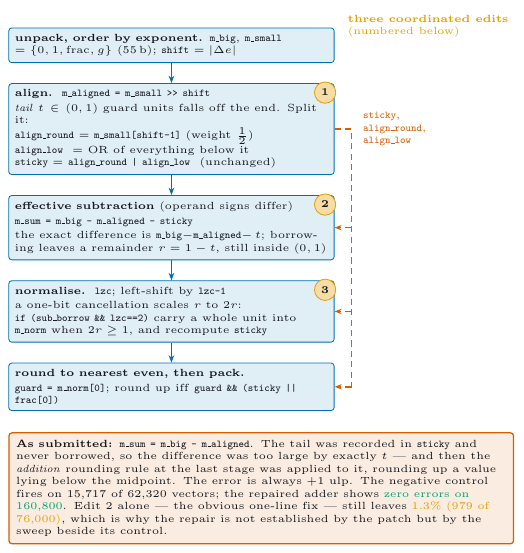 three coordinated edits
(numbered below)
unpack, order by exponent. m_big, m_small
= {0, 1, frac, g} (55 b); shift = |Δe|
1
align. m_aligned = m_small >> shift
tail t ∈ (0, 1) guard units falls off the end. Split
it:
align_round = m_small[shift-1] (weight 1/2)
align_low = OR of everything below it
sticky = align_round | align_low (unchanged)
sticky,
align_round,
align_low
2
effective subtraction (operand signs differ)
m_sum = m_big - m_aligned - sticky
the exact difference is m_big−m_aligned− t; borrow-
ing leaves a remainder r = 1 − t, still inside (0, 1)
3
normalise. lzc; left-shift by lzc-1
a one-bit cancellation scales r to 2r:
if (sub_borrow && lzc==2) carry a whole unit into
m_norm when 2r ≥ 1, and recompute sticky
round to nearest even, then pack.
guard = m_norm[0]; round up iff guard && (sticky ||
frac[0])
As submitted: m_sum = m_big - m_aligned. The tail was recorded in sticky and
never borrowed, so the difference was too large by exactly t — and then the
addition rounding rule at the last stage was applied to it, rounding up a value
lying below the midpoint. The error is always +1 ulp. The negative control
fires on 15,717 of 62,320 vectors; the repaired adder shows zero errors on
160,800. Edit 2 alone — the obvious one-line fix — still leaves 1.3% (979 of
76,000), which is why the repair is not established by the patch but by the
sweep beside its control.